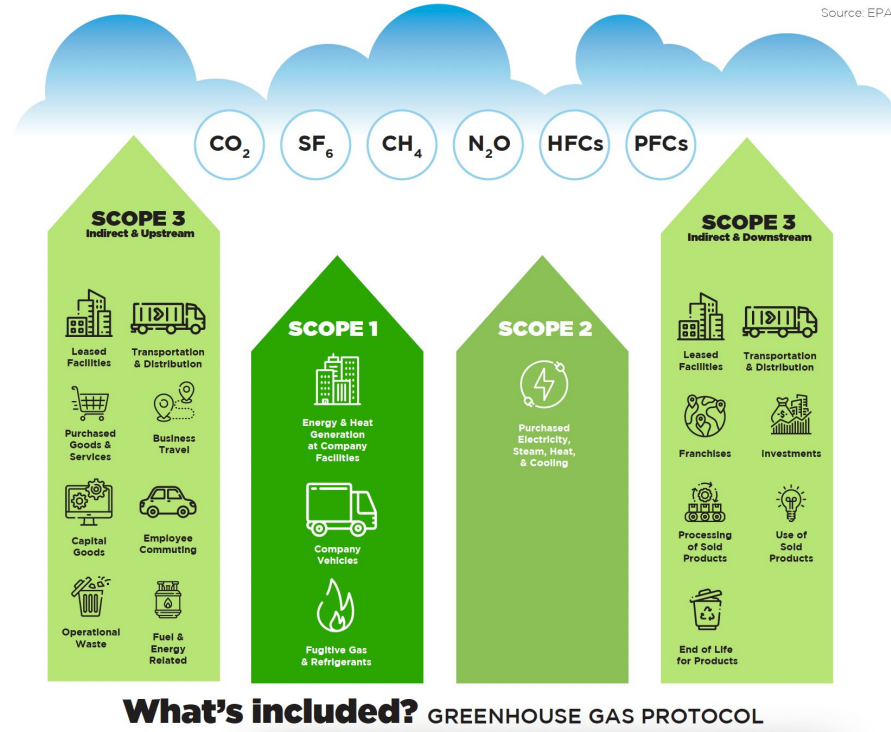 Source: EPA
CO2
SF6
CH4
N2O
HFCs
PFCs
SCOPE 3
Indirect & Upstream
Leased
Facilities
Transportation
& Distribution
Purchased
Goods &
Services
Business
Travel
Capital
Goods
Employee
Commuting
Operational
Waste
Fuel &
Energy
Related
SCOPE 1
Energy & Heat
Generation
at Company
Facilities
Company
Vehicles
Fugitive Gas
& Refrigerants
SCOPE 2
Purchased
Electricity,
Steam, Heat,
& Cooling
SCOPE 3
Indirect & Downstream
Leased
Facilities
Transportation
& Distribution
Franchises
Investments
Processing
of Sold
Products
Use of
Sold
Products
End of Life
for Products
What's included? GREENHOUSE GAS PROTOCOL